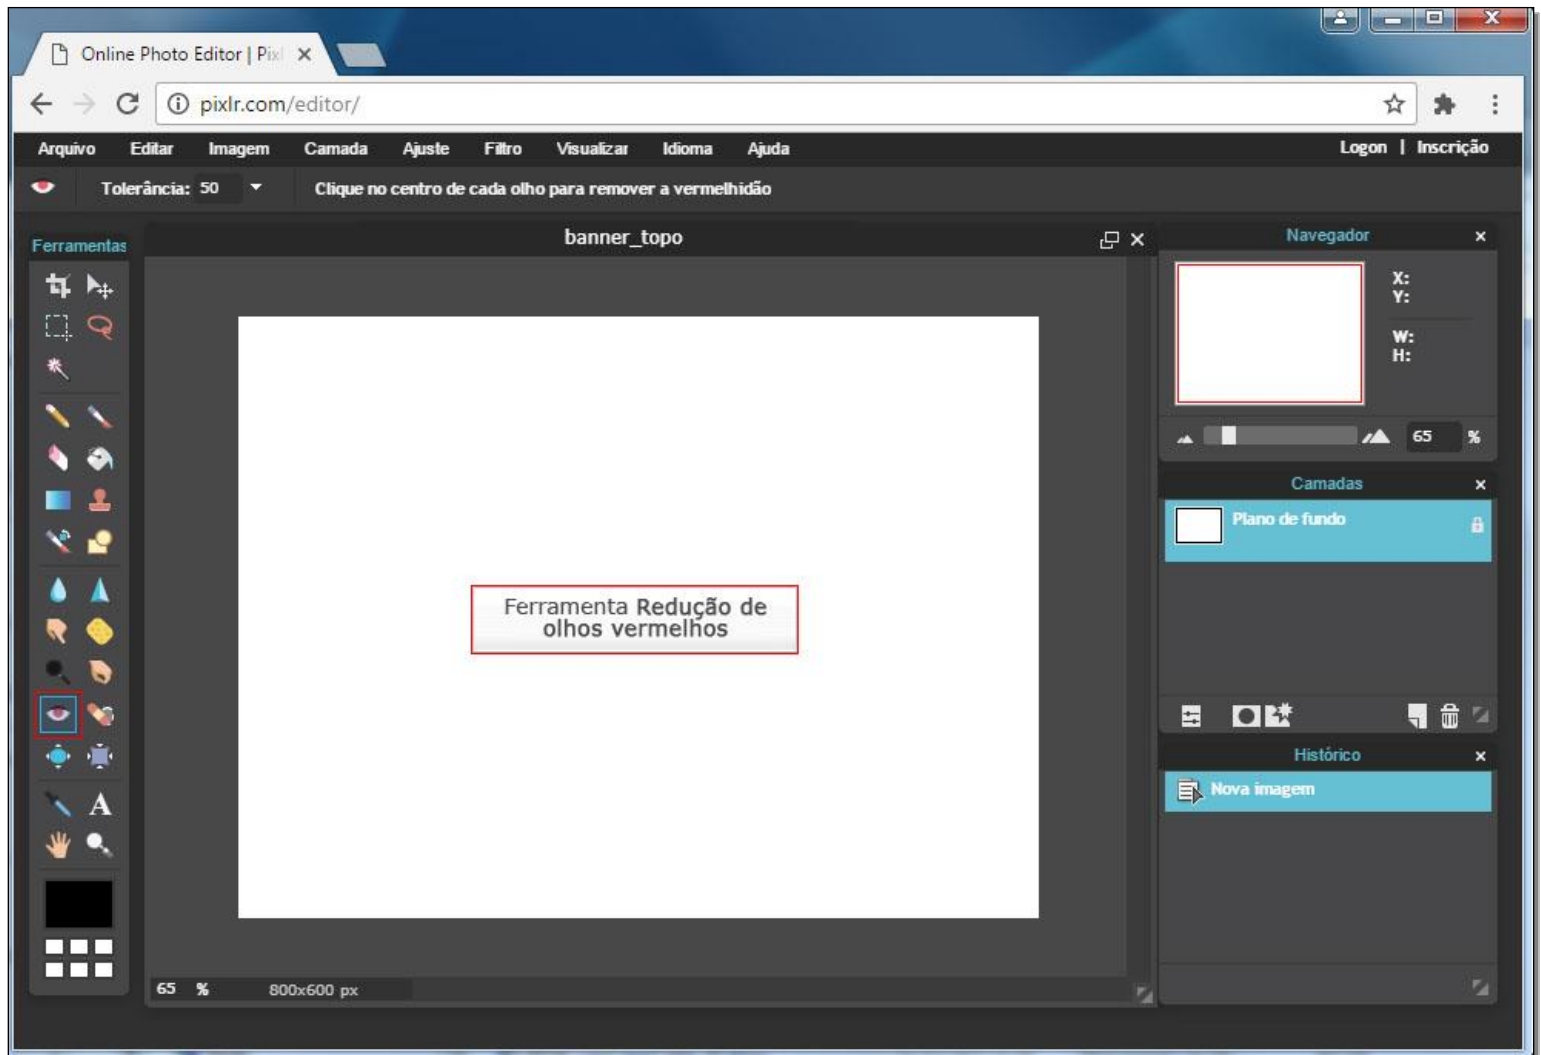 Online Photo Editor | Pixl
pixlr.com/editor/
Arquivo Editar Imagem Camada Ajuste Filtro Visualizar Idioma Ajuda Logon | Inscrição
Tolerância: 50 Clique no centro de cada olho para remover a vermelhidão
Ferramentas
banner_topo
Ferramenta Redução de
olhos vermelhos
65 % 800x600 px
Navegador
X:
Y:
W:
H:
65 %
Camadas
Plano de fundo
Histórico
Nova imagem
A